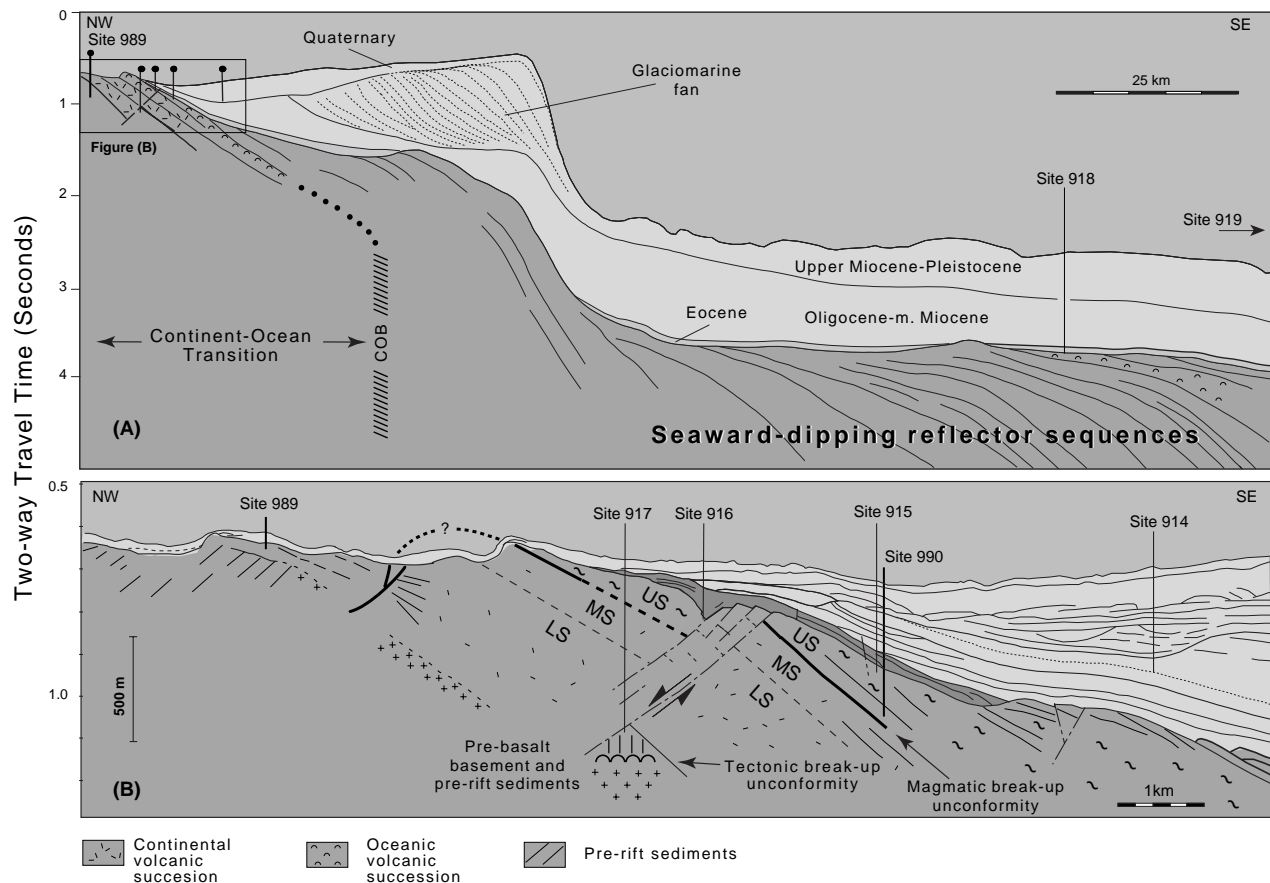 Two-way Travel Time (Seconds)
0
1
2
3
4
NW
Site 989
Quaternary
Glaciomarine
fan
SE
25 km
Figure (B)
Site 918
Site 919
Upper Miocene-Pleistocene
Eocene
Oligocene-m. Miocene
Continent-Ocean
Transition
COB
(A)
Seaward-dipping reflector sequences
0.5
1.0
NW
Site 989
?
Site 917
Site 916
Site 915
Site 990
SE
Site 914
US
MS
LS
US
MS
LS
500 m
Pre-basalt
basement and
pre-rift sediments
Tectonic break-up
unconformity
Magmatic break-up
unconformity
1km
(B)
Continental
volcanic
succesion
Oceanic
volcanic
succession
Pre-rift sediments